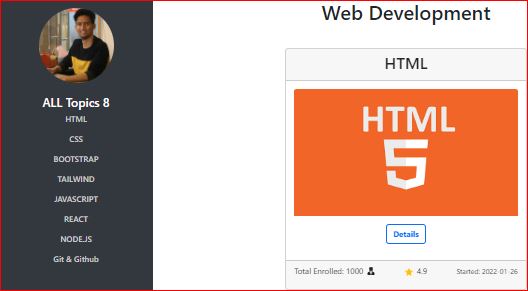 ALL Topics 8
HTML
CSS
BOOTSTRAP
TAILWIND
JAVASCRIPT
REACT
NODE.JS
Git & Github
Web Development
HTML
HTML
5
Details
Total Enrolled: 1000
4.9
Started: 2022-01-26